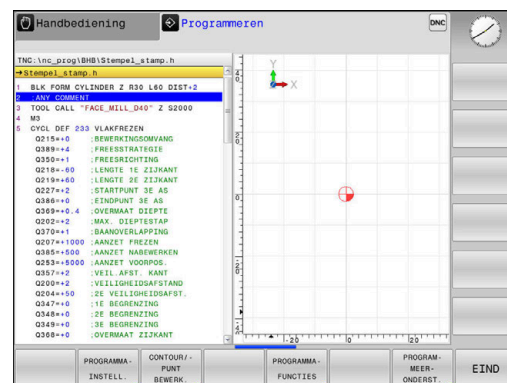 Handbediening
Programmeren
DNC
TNC:\nc_prog\BHB\Stempel_stamp.h
→Stempel_stamp.h
1 BLK FORM CYLINDER Z R30 L60 DIST+2
2 ;ANY COMMENT
3 TOOL CALL "FACE_MILL_D40" Z S2000
4 M3
5 CYCL DEF 233 VLAKFREZEN
Q215=+0 ;BEWERKINGSOMVANG
Q389=+4 ;FREESSTRATEGIE
Q350=+1 ;FREESRICHTING
Q218=-60 ;LENGTE 1E ZIJKANT
Q219=+60 ;LENGTE 2E ZIJKANT
Q227=+2 ;STARTPUNT 3E AS
Q386=+0 ;EINDPUNT 3E AS
Q369=+0.4 ;OVERMAAT DIEPTE
Q202=+2 ;MAX. DIEPTESTAP
Q370=+1 ;BAANOVERLAPPING
Q207=+1000 ;AANZET FREZEN
Q385=+500 ;AANZET NABEWERKEN
Q253=+5000 ;AANZET VOORPOS.
Q357=+2 ;VEIL.AFST. KANT
Q200=+2 ;VEILIGHEIDSAFSTAND
Q204=+50 ;2E VEILIGHEIDSAFST.
Q347=+0 ;1E BEGRENZING
Q348=+0 ;2E BEGRENZING
Q349=+0 ;3E BEGRENZING
Q368=+0 ;OVERMAAT ZIJKANT
Y
X
-20
0
20
PROGRAMMA-
INSTELL.
CONTOUR/-
PUNT
BEWERK.
PROGRAMMA-
FUNCTIES
PROGRAM-
MEER-
ONDERST.
EIND